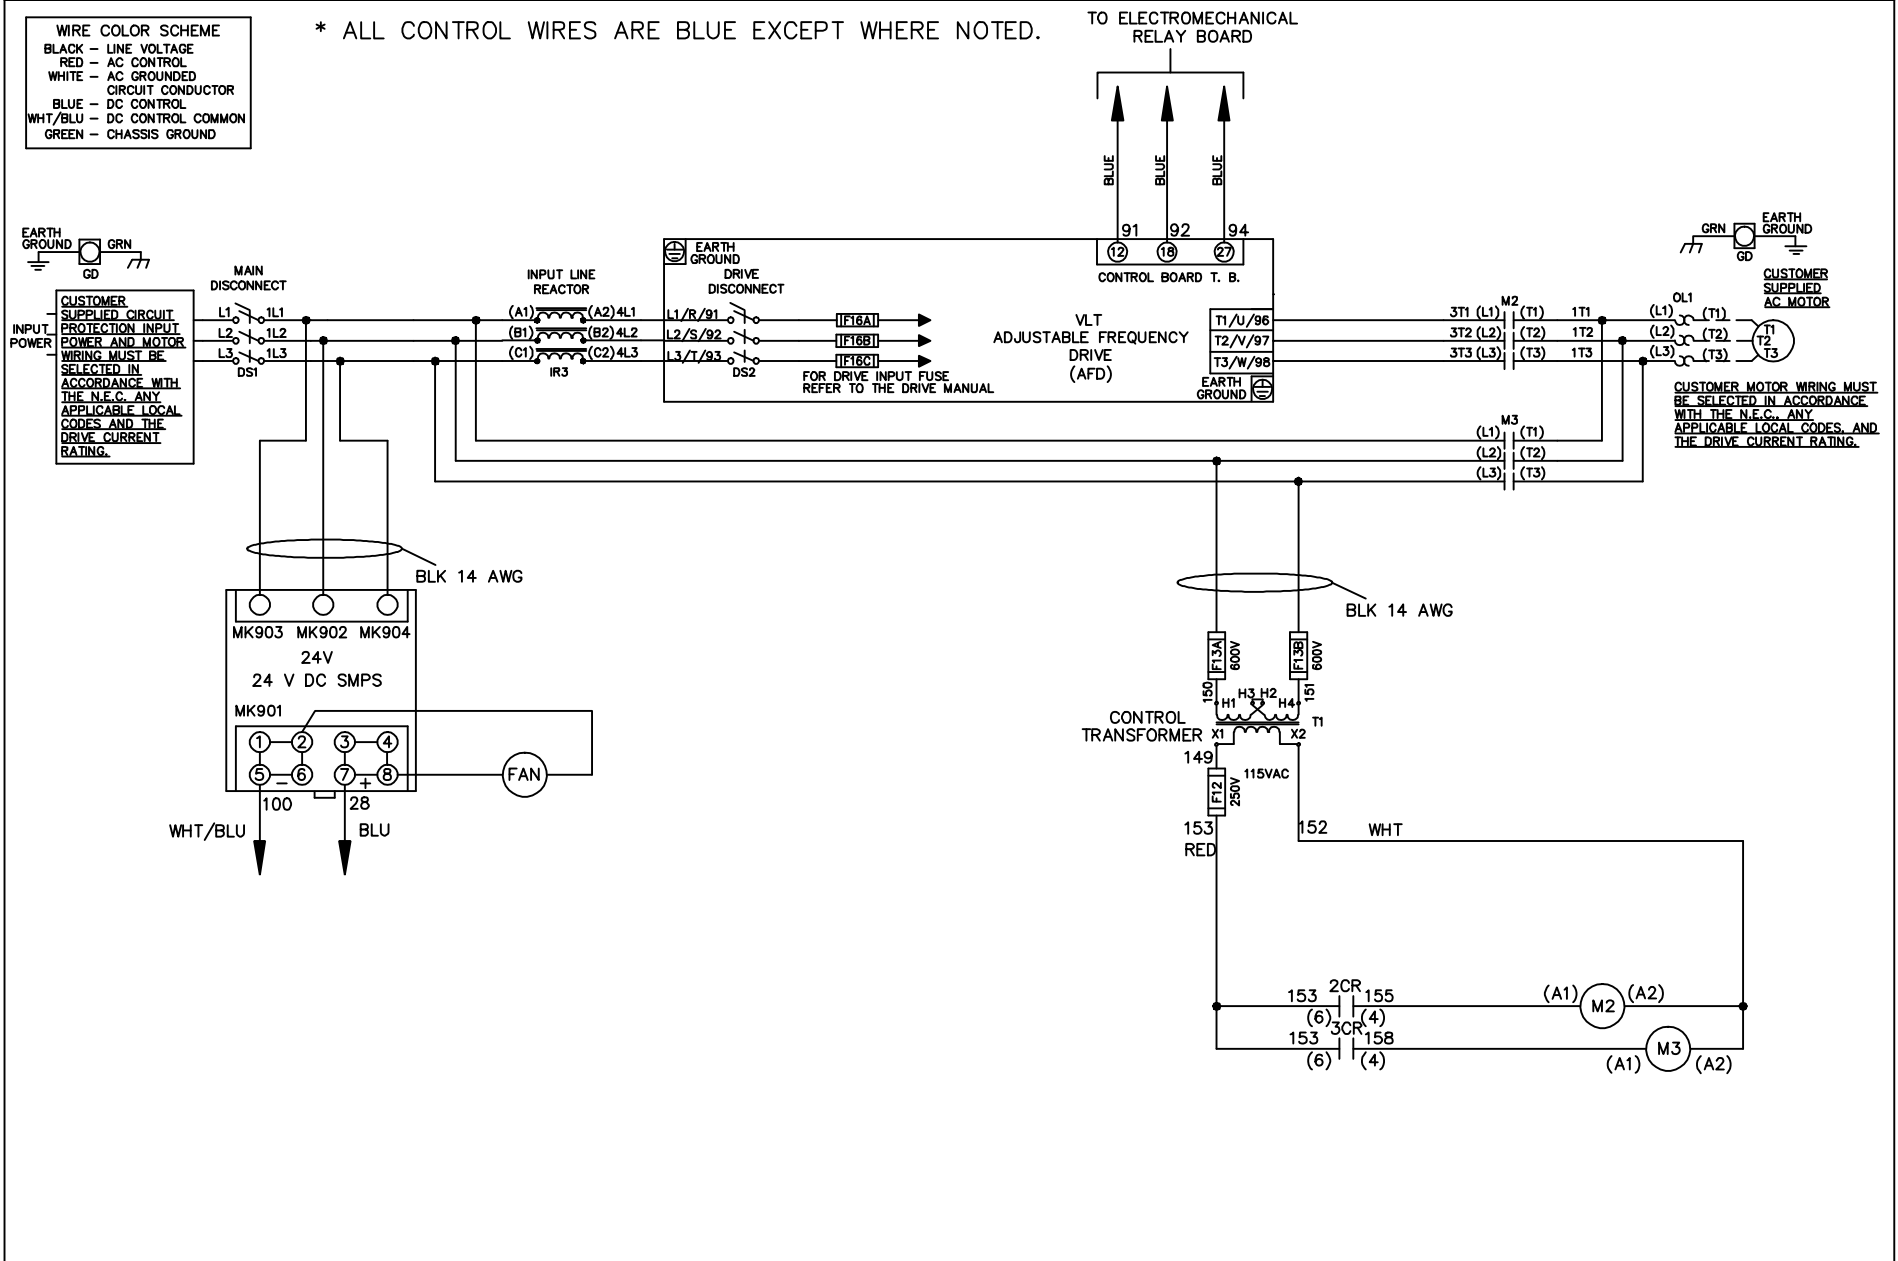 WIRE COLOR SCHEME
BLACK – LINE VOLTAGE
RED – AC CONTROL
WHITE – AC GROUNDED
CIRCUIT CONDUCTOR
BLUE – DC CONTROL
WHT/BLU – DC CONTROL COMMON
GREEN – CHASSIS GROUND
* ALL CONTROL WIRES ARE BLUE EXCEPT WHERE NOTED.
TO ELECTROMECHANICAL
RELAY BOARD
BLUE
BLUE
BLUE
91 92 94
12 18 27
CONTROL BOARD T. B.
EARTH
GROUND
GRN
GD
CUSTOMER
SUPPLIED CIRCUIT
PROTECTION INPUT
POWER AND MOTOR
WIRING MUST BE
SELECTED IN
ACCORDANCE WITH
THE N.E.C. ANY
APPLICABLE LOCAL
CODES AND THE
DRIVE CURRENT
RATING.
INPUT
POWER
MAIN
DISCONNECT
L1 1L1
L2 1L2
L3 1L3
DS1
INPUT LINE
REACTOR
(A1) (A2) 4L1
(B1) (B2) 4L2
(C1) (C2) 4L3
IR3
EARTH
GROUND
DRIVE
DISCONNECT
L1/R/91
L2/S/92
L3/T/93
DS2
F16A
F16B
F16C
FOR DRIVE INPUT FUSE
REFER TO THE DRIVE MANUAL
VLT
ADJUSTABLE FREQUENCY
DRIVE
(AFD)
T1/U/96
T2/V/97
T3/W/98
EARTH
GROUND
M2
3T1 (L1) (T1) 1T1
3T2 (L2) (T2) 1T2
3T3 (L3) (T3) 1T3
OL1
(L1) (T1)
(L2) (T2)
(L3) (T3)
T1
T2
T3
GRN
EARTH
GROUND
GD
CUSTOMER
SUPPLIED
AC MOTOR
CUSTOMER MOTOR WIRING MUST
BE SELECTED IN ACCORDANCE
WITH THE N.E.C., ANY
APPLICABLE LOCAL CODES, AND
THE DRIVE CURRENT RATING.
M3
(L1) (T1)
(L2) (T2)
(L3) (T3)
BLK 14 AWG
MK903 MK902 MK904
24V
24 V DC SMPS
MK901
1 2 3 4
5 – 6 7 + 8
FAN
100 28
WHT/BLU BLU
BLK 14 AWG
F13A
600V
F13B
600V
150
151
H1 H3 H2 H4
T1
CONTROL
TRANSFORMER
X1 X2
149
115VAC
F12
250V
153
RED
152 WHT
2CR
153 155
(6) (4)
(A1) M2 (A2)
3CR
153 158
(6) (4)
(A1) M3 (A2)